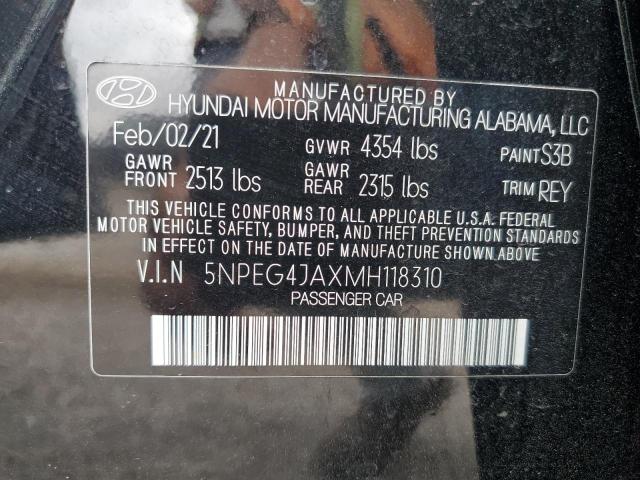 MANUFACTURED BY
HYUNDAI MOTOR MANUFACTURING ALABAMA, LLC
Feb/02/21 GVWR 4354 lbs PAINT S3B
GAWR FRONT 2513 lbs GAWR REAR 2315 lbs TRIM REY
THIS VEHICLE CONFORMS TO ALL APPLICABLE U.S.A. FEDERAL
MOTOR VEHICLE SAFETY, BUMPER, AND THEFT PREVENTION STANDARDS
IN EFFECT ON THE DATE OF MANUFACTURE SHOWN ABOVE.
V.I.N 5NPEG4JAXMH118310
PASSENGER CAR